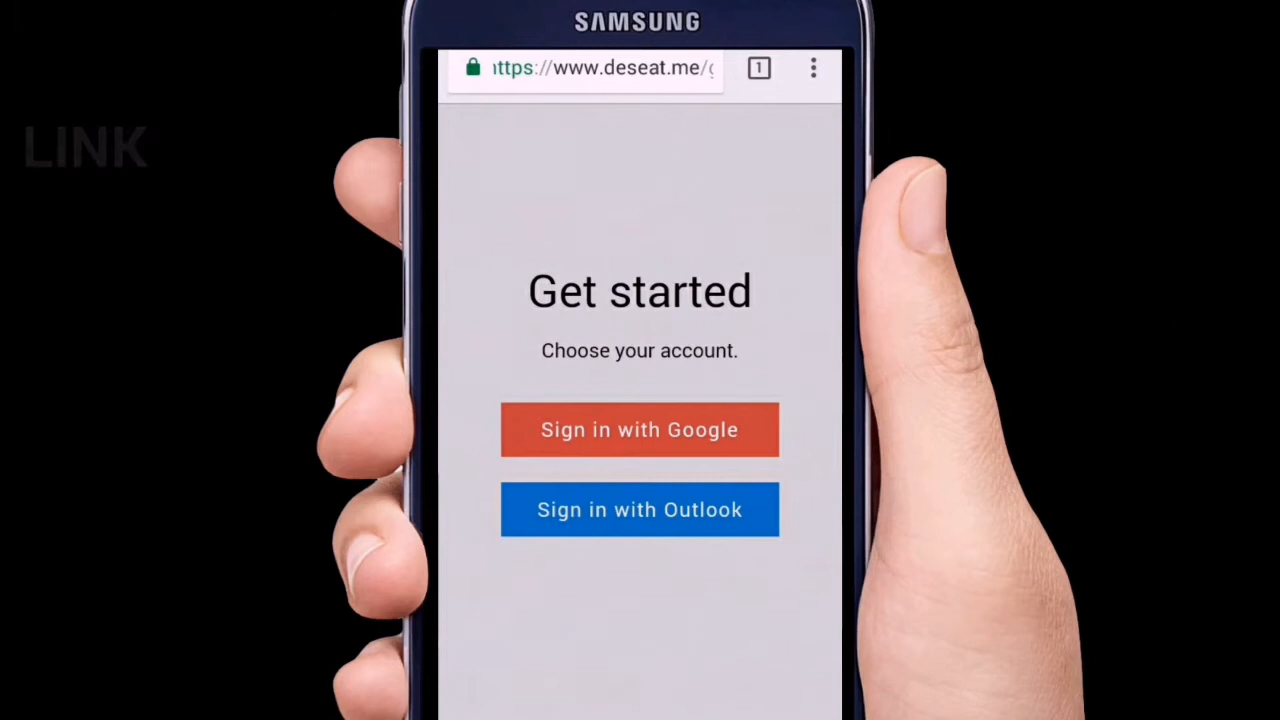 SAMSUNG
https://www.deseat.me/
1
LINK
Get started
Choose your account.
Sign in with Google
Sign in with Outlook